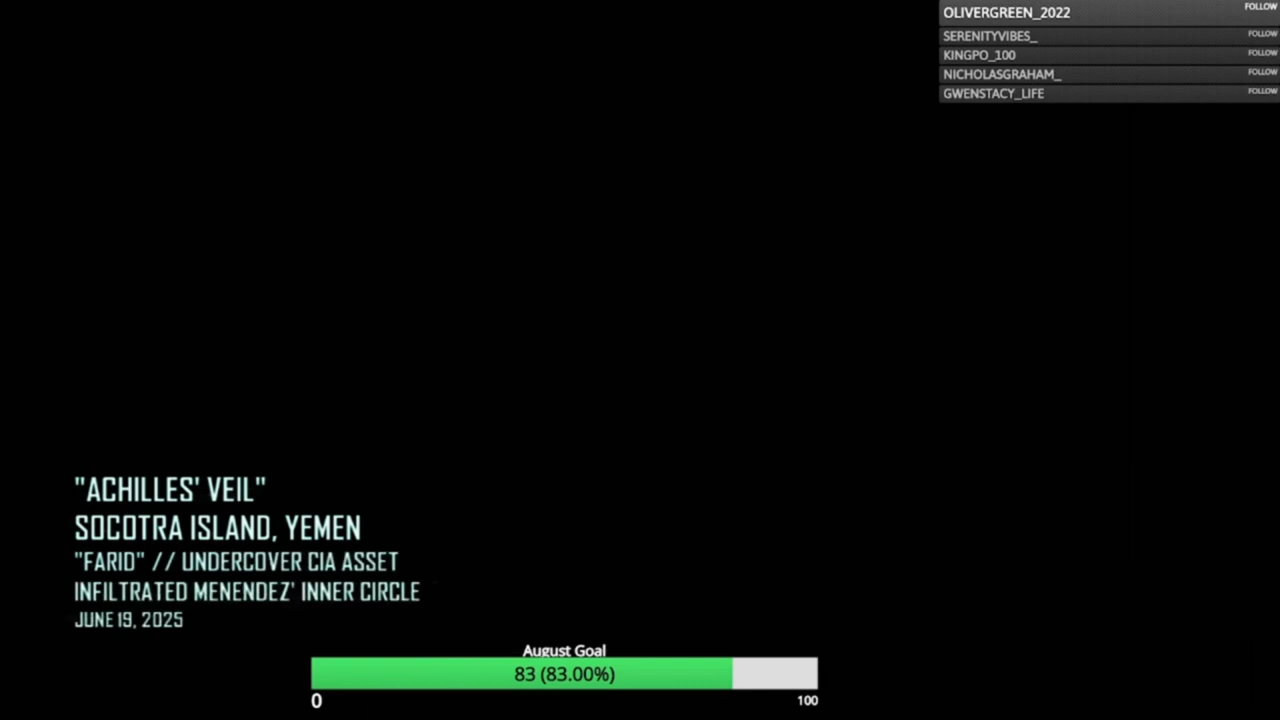 OLIVERGREEN_2022 FOLLOW
SERENITYVIBES_ FOLLOW
KINGPO_100 FOLLOW
NICHOLASGRAHAM_ FOLLOW
GWENSTACY_LIFE FOLLOW
"ACHILLES' VEIL"
SOCOTRA ISLAND, YEMEN
"FARID" // UNDERCOVER CIA ASSET
INFILTRATED MENENDEZ' INNER CIRCLE
JUNE 19, 2025
August Goal
83 (83.00%)
0 100